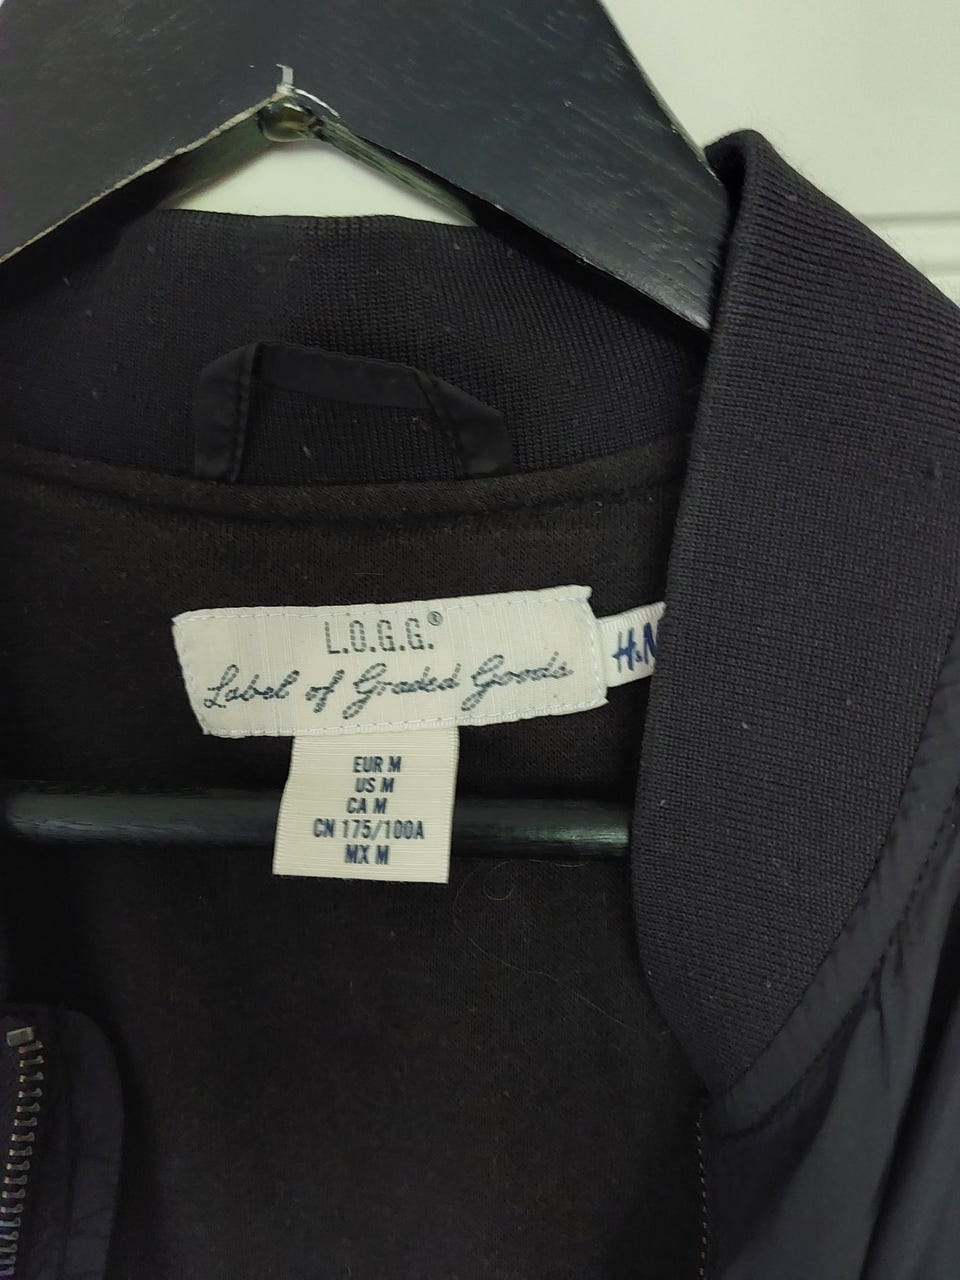 L.O.G.G.®
Label of Graded Goods
H&M
EUR M
US M
CA M
CN 175/100A
MX M